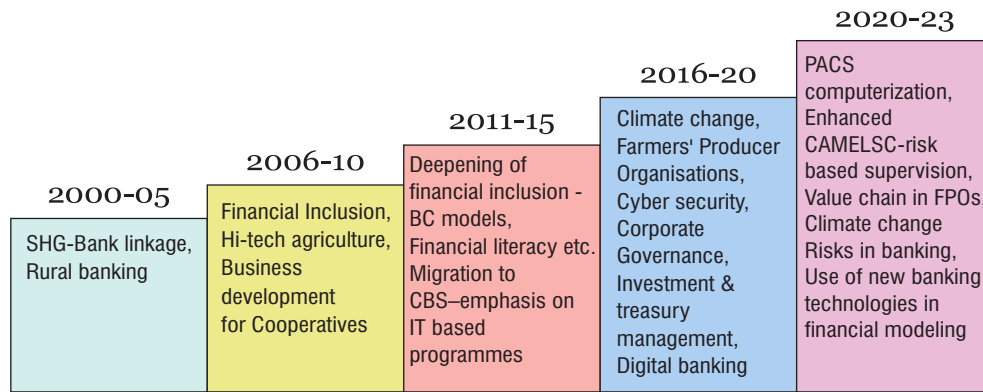 2000-05
SHG-Bank linkage,
Rural banking
2006-10
Financial Inclusion,
Hi-tech agriculture,
Business
development
for Cooperatives
2011-15
Deepening of
financial inclusion -
BC models,
Financial literacy etc.
Migration to
CBS–emphasis on
IT based
programmes
2016-20
Climate change,
Farmers' Producer
Organisations,
Cyber security,
Corporate
Governance,
Investment &
treasury
management,
Digital banking
2020-23
PACS
computerization,
Enhanced
CAMELSC-risk
based supervision,
Value chain in FPOs,
Climate change
Risks in banking,
Use of new banking
technologies in
financial modeling